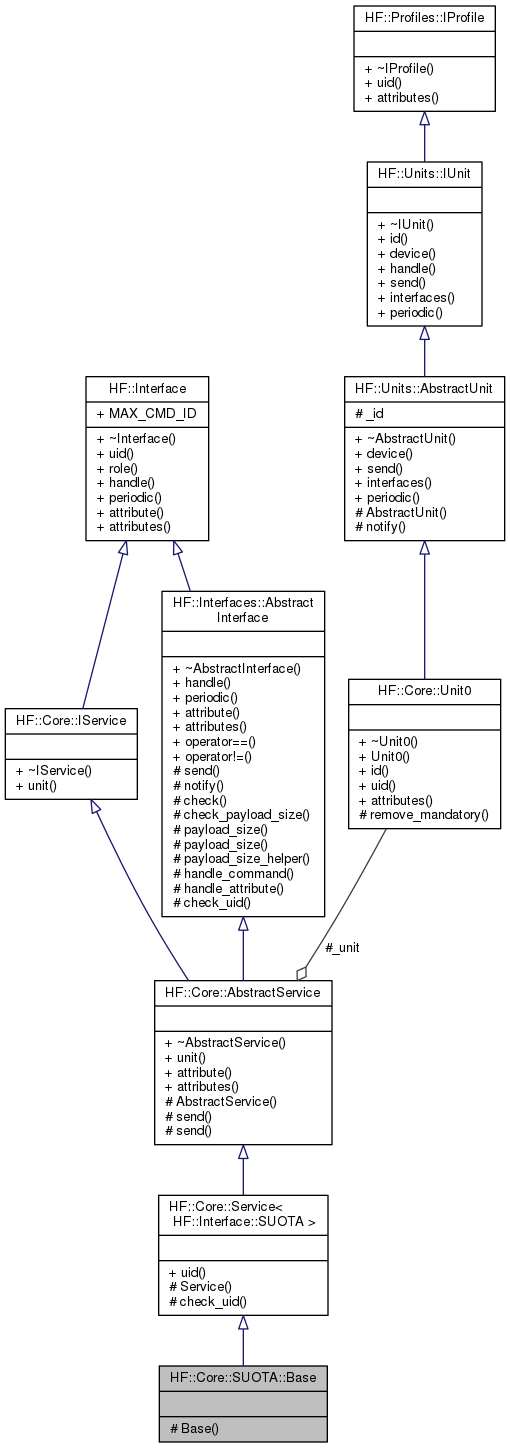 HF::Profiles::IProfile
+ ~IProfile()
+ uid()
+ attributes()
HF::Units::IUnit
+ ~IUnit()
+ id()
+ device()
+ handle()
+ send()
+ interfaces()
+ periodic()
HF::Interface
+ MAX_CMD_ID
+ ~Interface()
+ uid()
+ role()
+ handle()
+ periodic()
+ attribute()
+ attributes()
HF::Units::AbstractUnit
# _id
+ ~AbstractUnit()
+ device()
+ send()
+ interfaces()
+ periodic()
# AbstractUnit()
# notify()
HF::Interfaces::Abstract
Interface
+ ~AbstractInterface()
+ handle()
+ periodic()
+ attribute()
+ attributes()
+ operator==()
+ operator!=()
# send()
# notify()
# check()
# check_payload_size()
# payload_size()
# payload_size()
# payload_size_helper()
# handle_command()
# handle_attribute()
# check_uid()
HF::Core::IService
+ ~IService()
+ unit()
HF::Core::Unit0
+ ~Unit0()
+ Unit0()
+ id()
+ uid()
+ attributes()
# remove_mandatory()
#_unit
HF::Core::AbstractService
+ ~AbstractService()
+ unit()
+ attribute()
+ attributes()
# AbstractService()
# send()
# send()
HF::Core::Service<
HF::Interface::SUOTA >
+ uid()
# Service()
# check_uid()
HF::Core::SUOTA::Base
# Base()